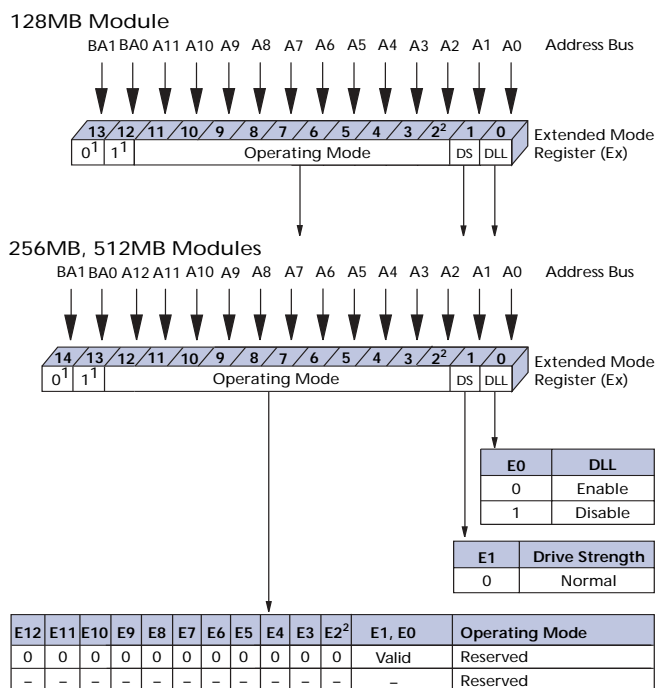 128MB Module
BA1 BA0 A11 A10 A9 A8 A7 A6 A5 A4 A3 A2 A1 A0 Address Bus
13 12 11 10 9 8 7 6 5 4 3 2² 1 0 Extended Mode
0¹ 1¹ Operating Mode DS DLL Register (Ex)
256MB, 512MB Modules
BA1 BA0 A12 A11 A10 A9 A8 A7 A6 A5 A4 A3 A2 A1 A0 Address Bus
14 13 12 11 10 9 8 7 6 5 4 3 2² 1 0 Extended Mode
0¹ 1¹ Operating Mode DS DLL Register (Ex)
E0 DLL
0 Enable
1 Disable
E1 Drive Strength
0 Normal
E12 E11 E10 E9 E8 E7 E6 E5 E4 E3 E2² E1, E0 Operating Mode
0 0 0 0 0 0 0 0 0 0 0 Valid Reserved
– – – – – – – – – – – – Reserved